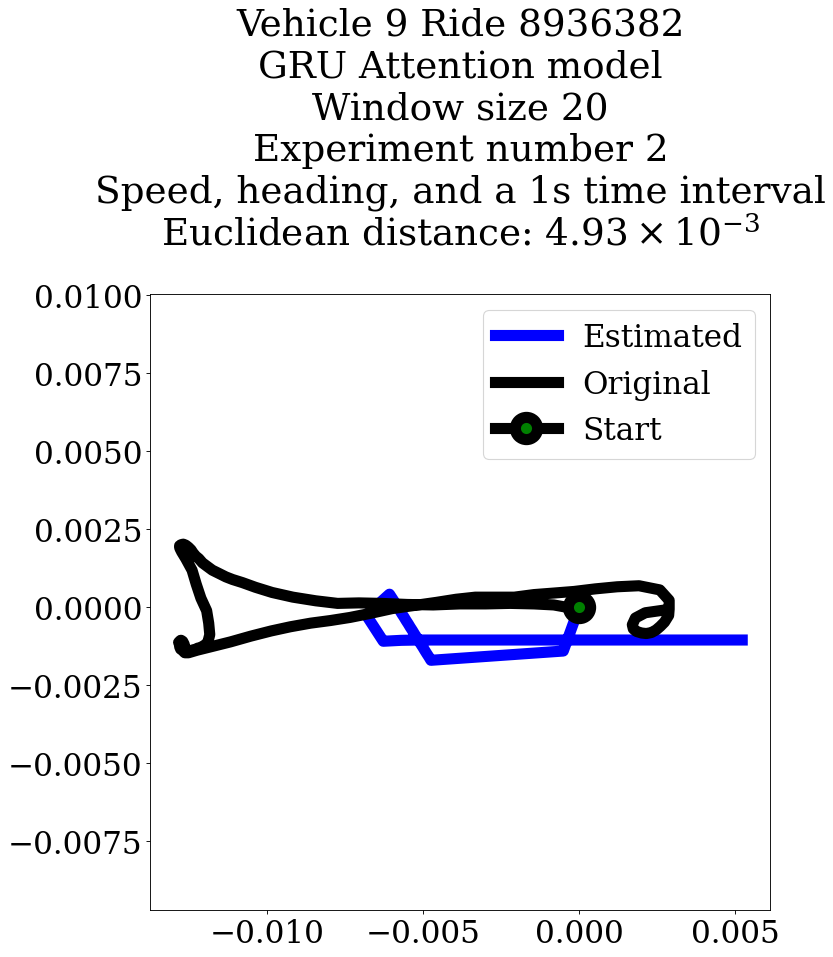 Vehicle 9 Ride 8936382
GRU Attention model
Window size 20
Experiment number 2
Speed, heading, and a 1s time interval
Euclidean distance: 4.93 × 10⁻³
0.0100
0.0075
0.0050
0.0025
0.0000
−0.0025
−0.0050
−0.0075
Estimated
Original
Start
−0.010
−0.005
0.000
0.005